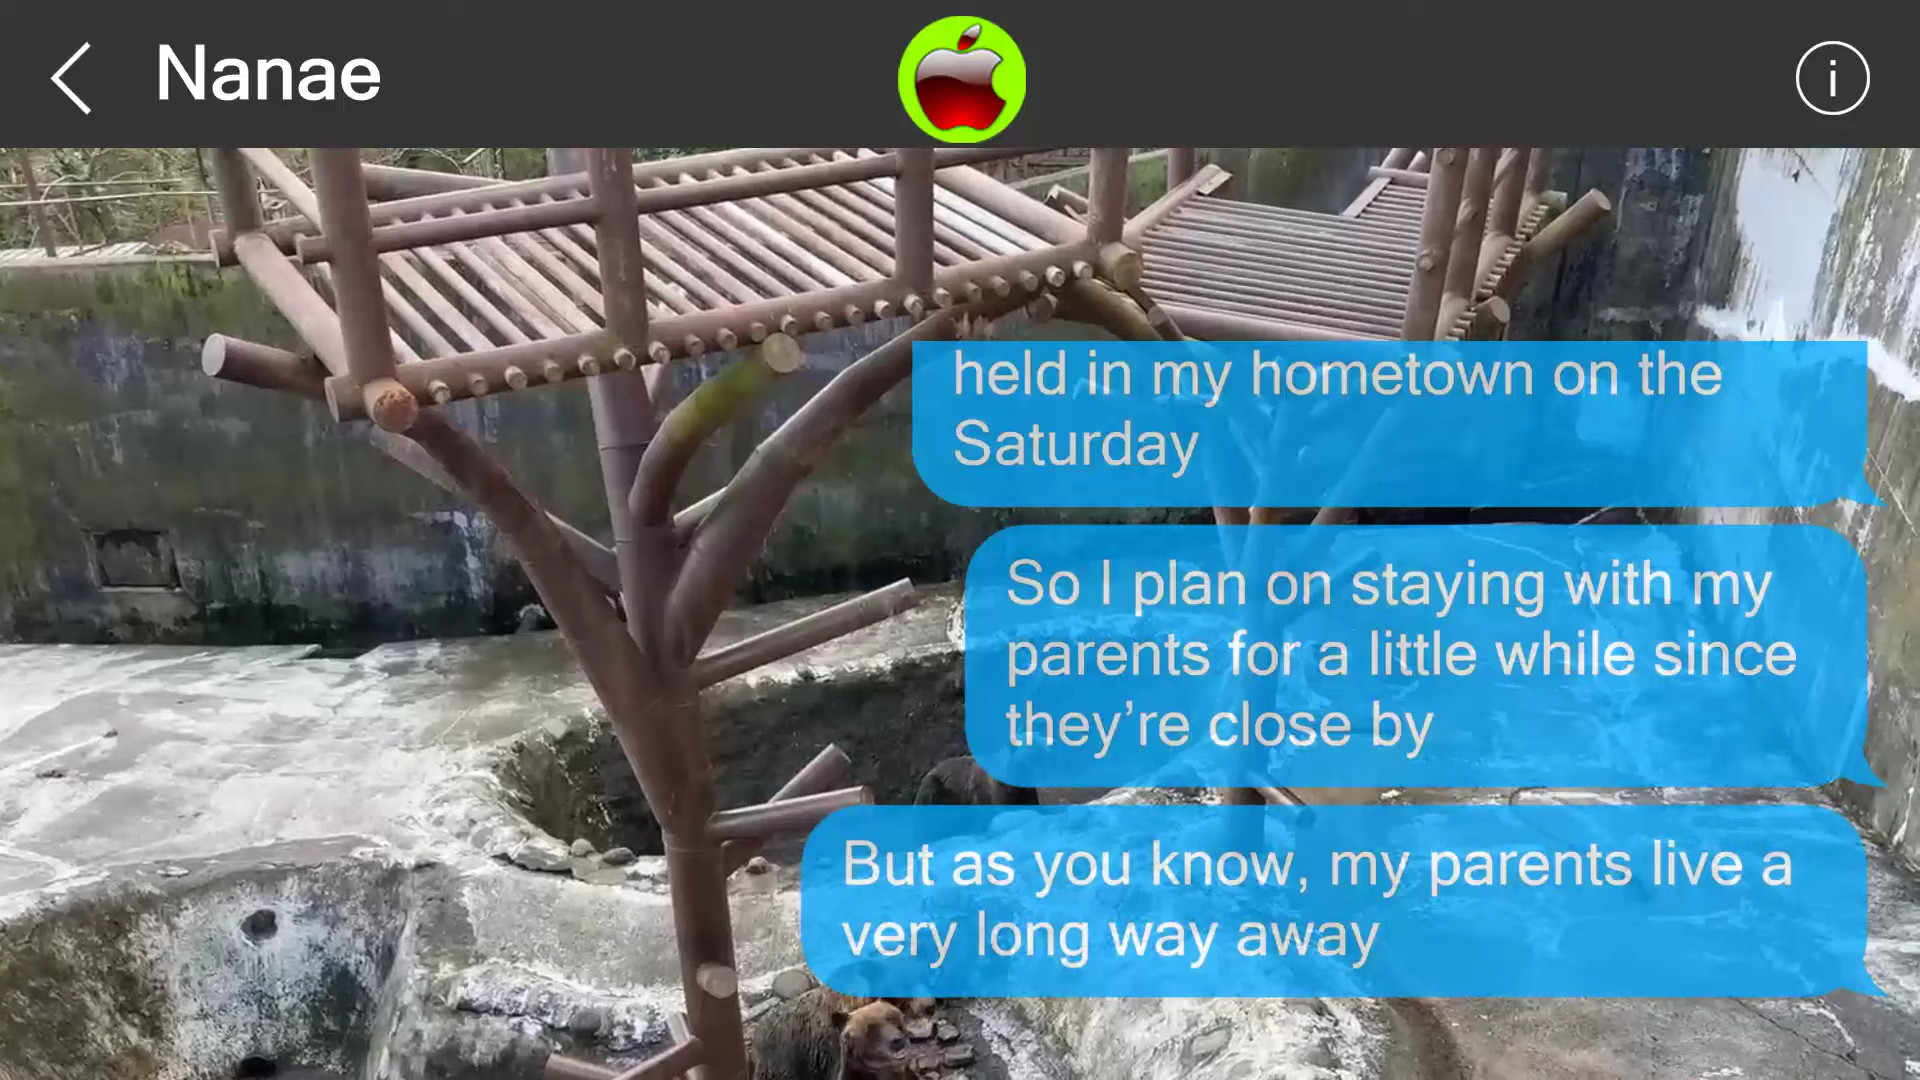 Nanae
i
held in my hometown on the
Saturday
So I plan on staying with my
parents for a little while since
they’re close by
But as you know, my parents live a
very long way away